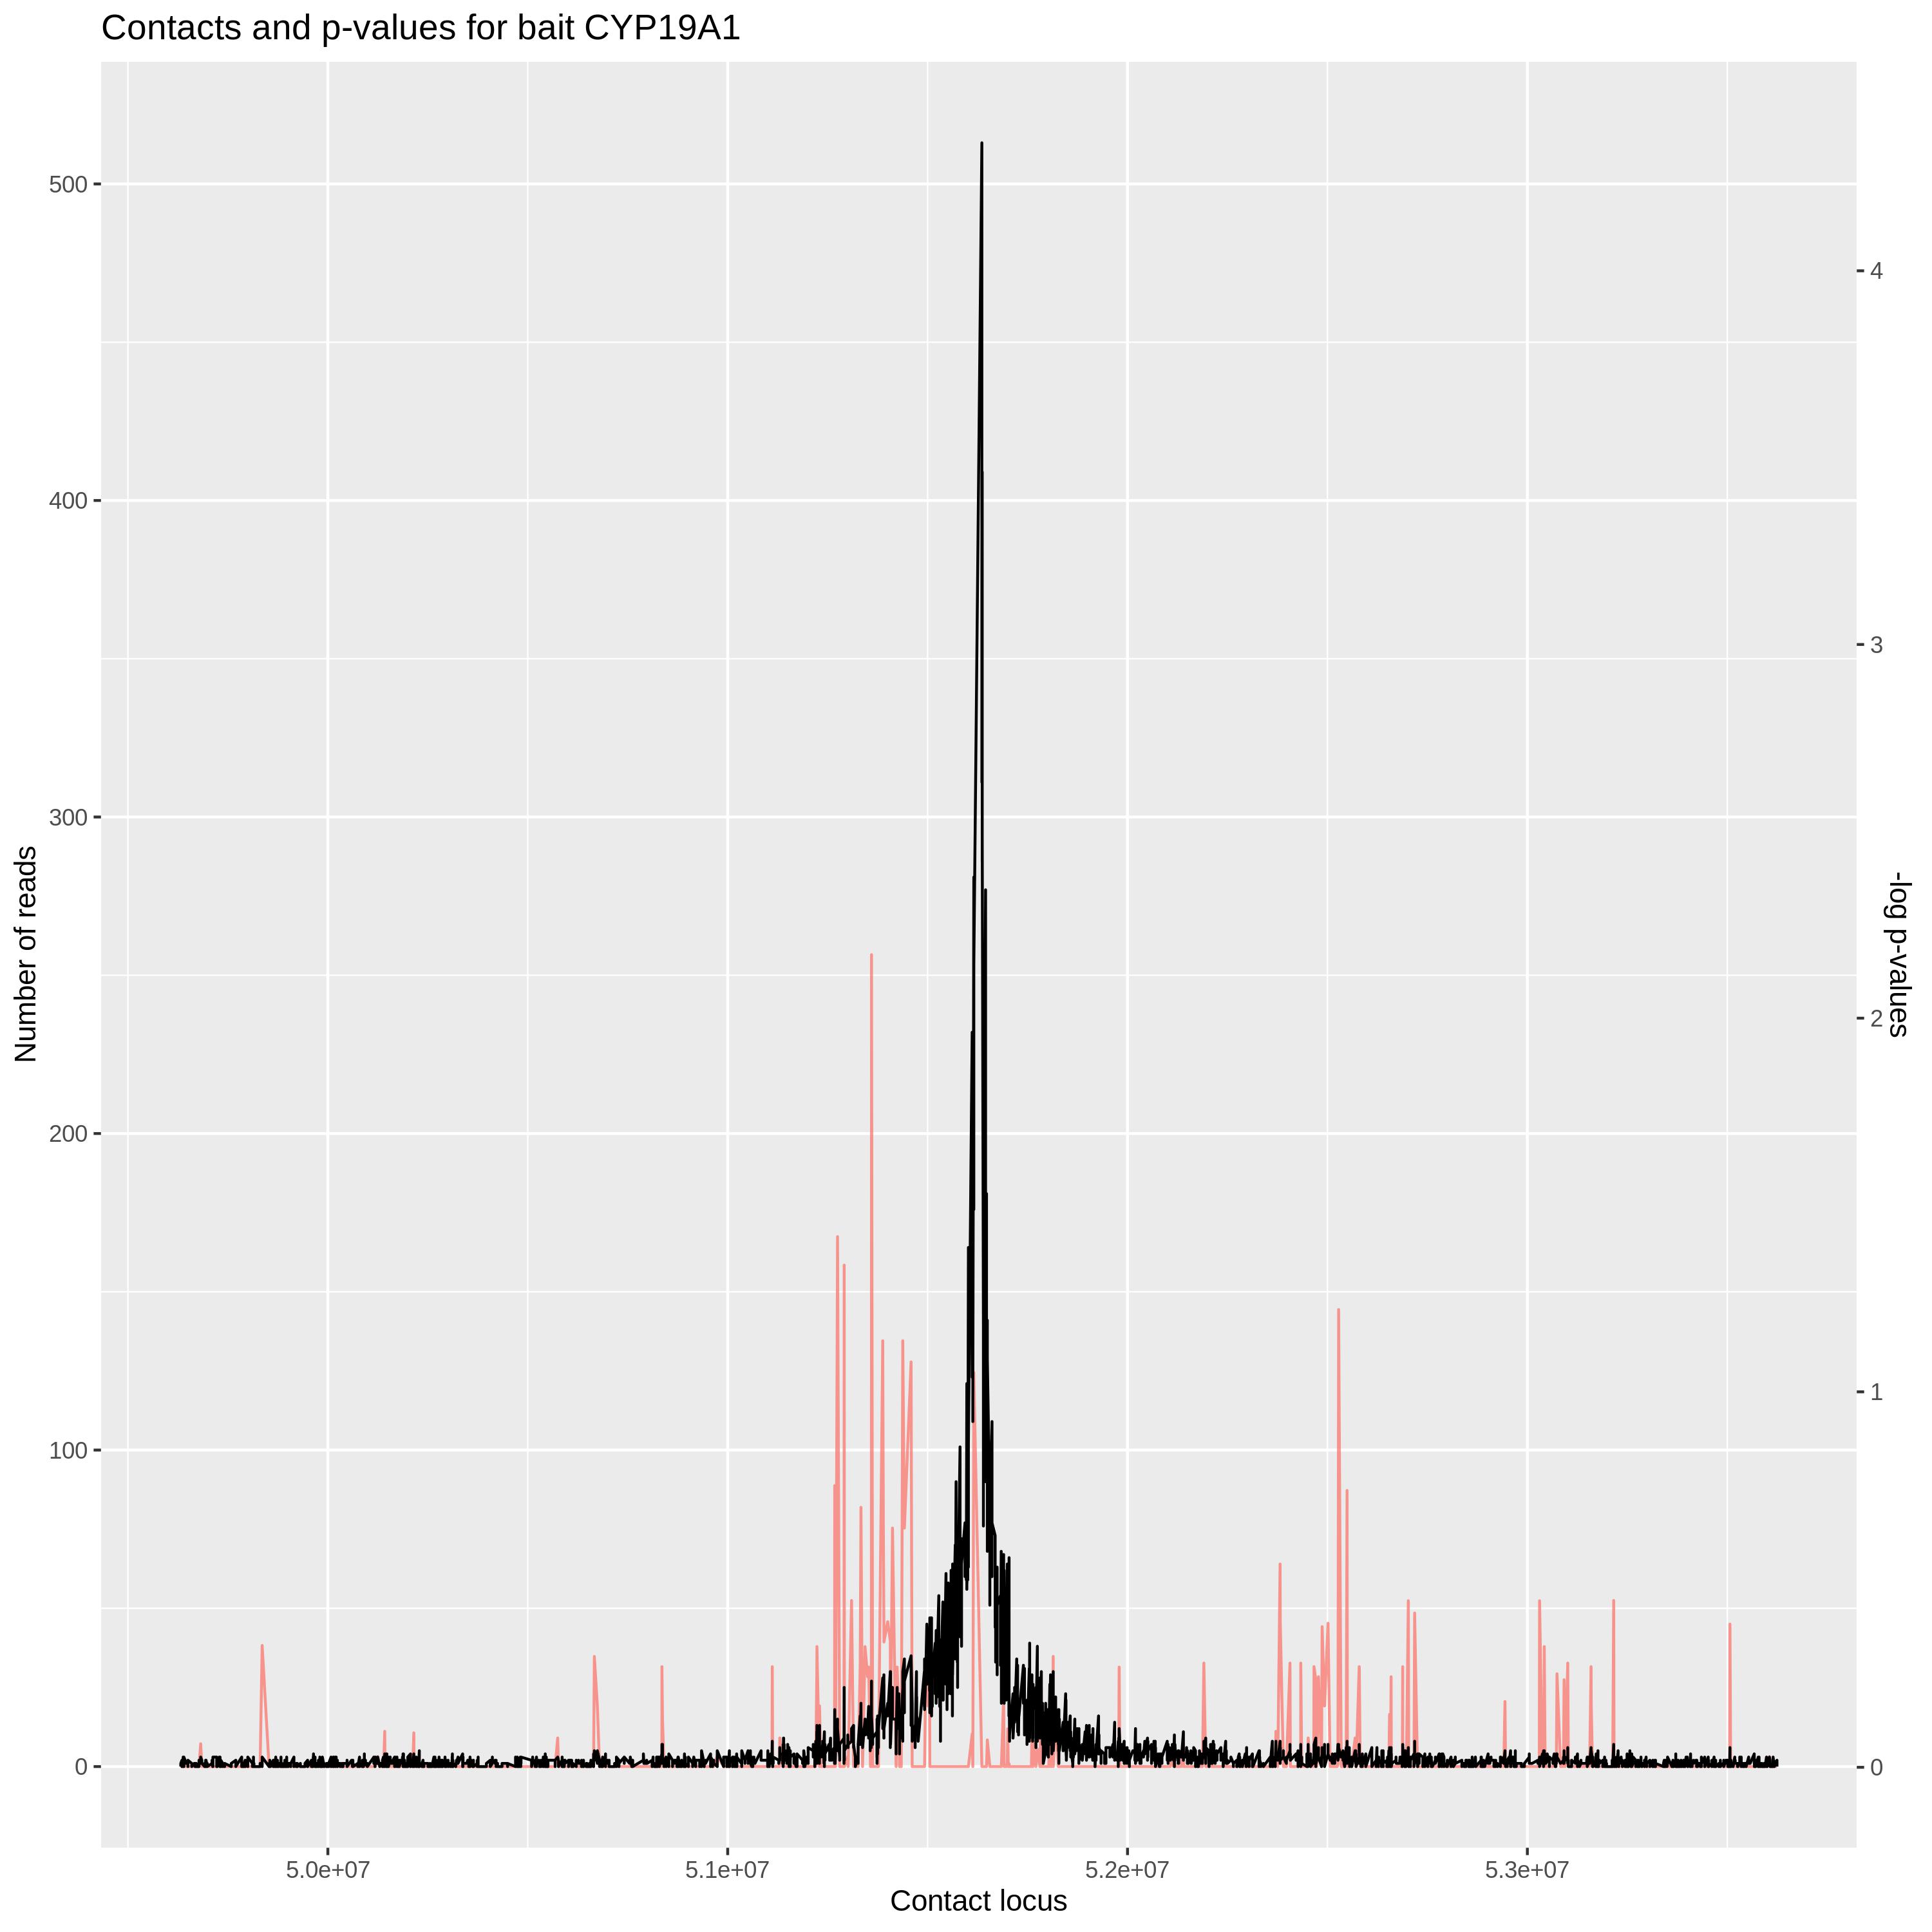 Contacts and p-values for bait CYP19A1
500
400
300
200
100
0
Number of reads
4
3
2
1
0
-log p-values
5.0e+07
5.1e+07
5.2e+07
5.3e+07
Contact locus